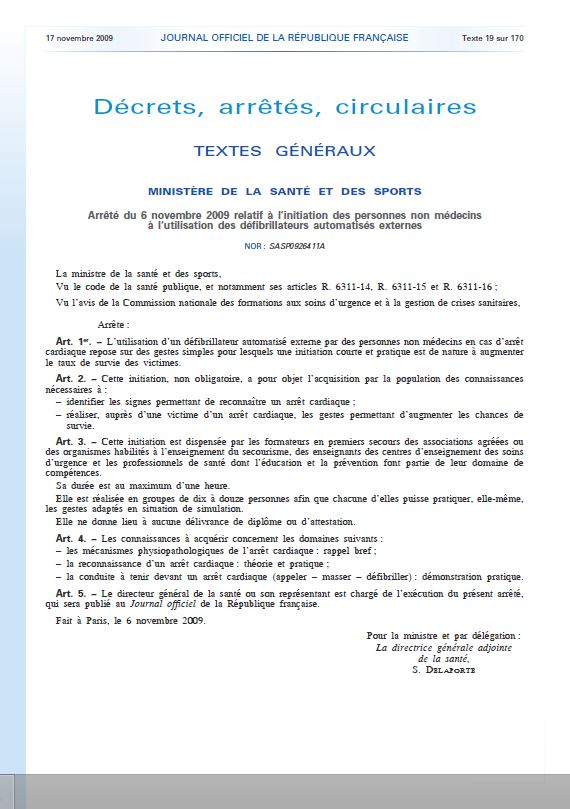 17 novembre 2009 JOURNAL OFFICIEL DE LA RÉPUBLIQUE FRANÇAISE Texte 19 sur 170
Décrets, arrêtés, circulaires
TEXTES GÉNÉRAUX
MINISTÈRE DE LA SANTÉ ET DES SPORTS
Arrêté du 6 novembre 2009 relatif à l’initiation des personnes non médecins
à l’utilisation des défibrillateurs automatisés externes
NOR : SASP0926411A
La ministre de la santé et des sports,
Vu le code de la santé publique, et notamment ses articles R. 6311-14, R. 6311-15 et R. 6311-16 ;
Vu l’avis de la Commission nationale des formations aux soins d’urgence et à la gestion de crises sanitaires,
Arrête :
Art. 1er. – L’utilisation d’un défibrillateur automatisé externe par des personnes non médecins en cas d’arrêt
cardiaque repose sur des gestes simples pour lesquels une initiation courte et pratique est de nature à augmenter
le taux de survie des victimes.
Art. 2. – Cette initiation, non obligatoire, a pour objet l’acquisition par la population des connaissances
nécessaires à :
– identifier les signes permettant de reconnaître un arrêt cardiaque ;
– réaliser, auprès d’une victime d’un arrêt cardiaque, les gestes permettant d’augmenter les chances de
survie.
Art. 3. – Cette initiation est dispensée par les formateurs en premiers secours des associations agréées ou
des organismes habilités à l’enseignement du secourisme, des enseignants des centres d’enseignement des soins
d’urgence et les professionnels de santé dont l’éducation et la prévention font partie de leur domaine de
compétences.
Sa durée est au maximum d’une heure.
Elle est réalisée en groupes de dix à douze personnes afin que chacune d’elles puisse pratiquer, elle-même,
les gestes adaptés en situation de simulation.
Elle ne donne lieu à aucune délivrance de diplôme ou d’attestation.
Art. 4. – Les connaissances à acquérir concernent les domaines suivants :
– les mécanismes physiopathologiques de l’arrêt cardiaque : rappel bref ;
– la reconnaissance d’un arrêt cardiaque : théorie et pratique ;
– la conduite à tenir devant un arrêt cardiaque (appeler – masser – défibriller) : démonstration pratique.
Art. 5. – Le directeur général de la santé ou son représentant est chargé de l’exécution du présent arrêté,
qui sera publié au Journal officiel de la République française.
Fait à Paris, le 6 novembre 2009.
Pour la ministre et par délégation :
La directrice générale adjointe
de la santé,
S. DELAPORTE